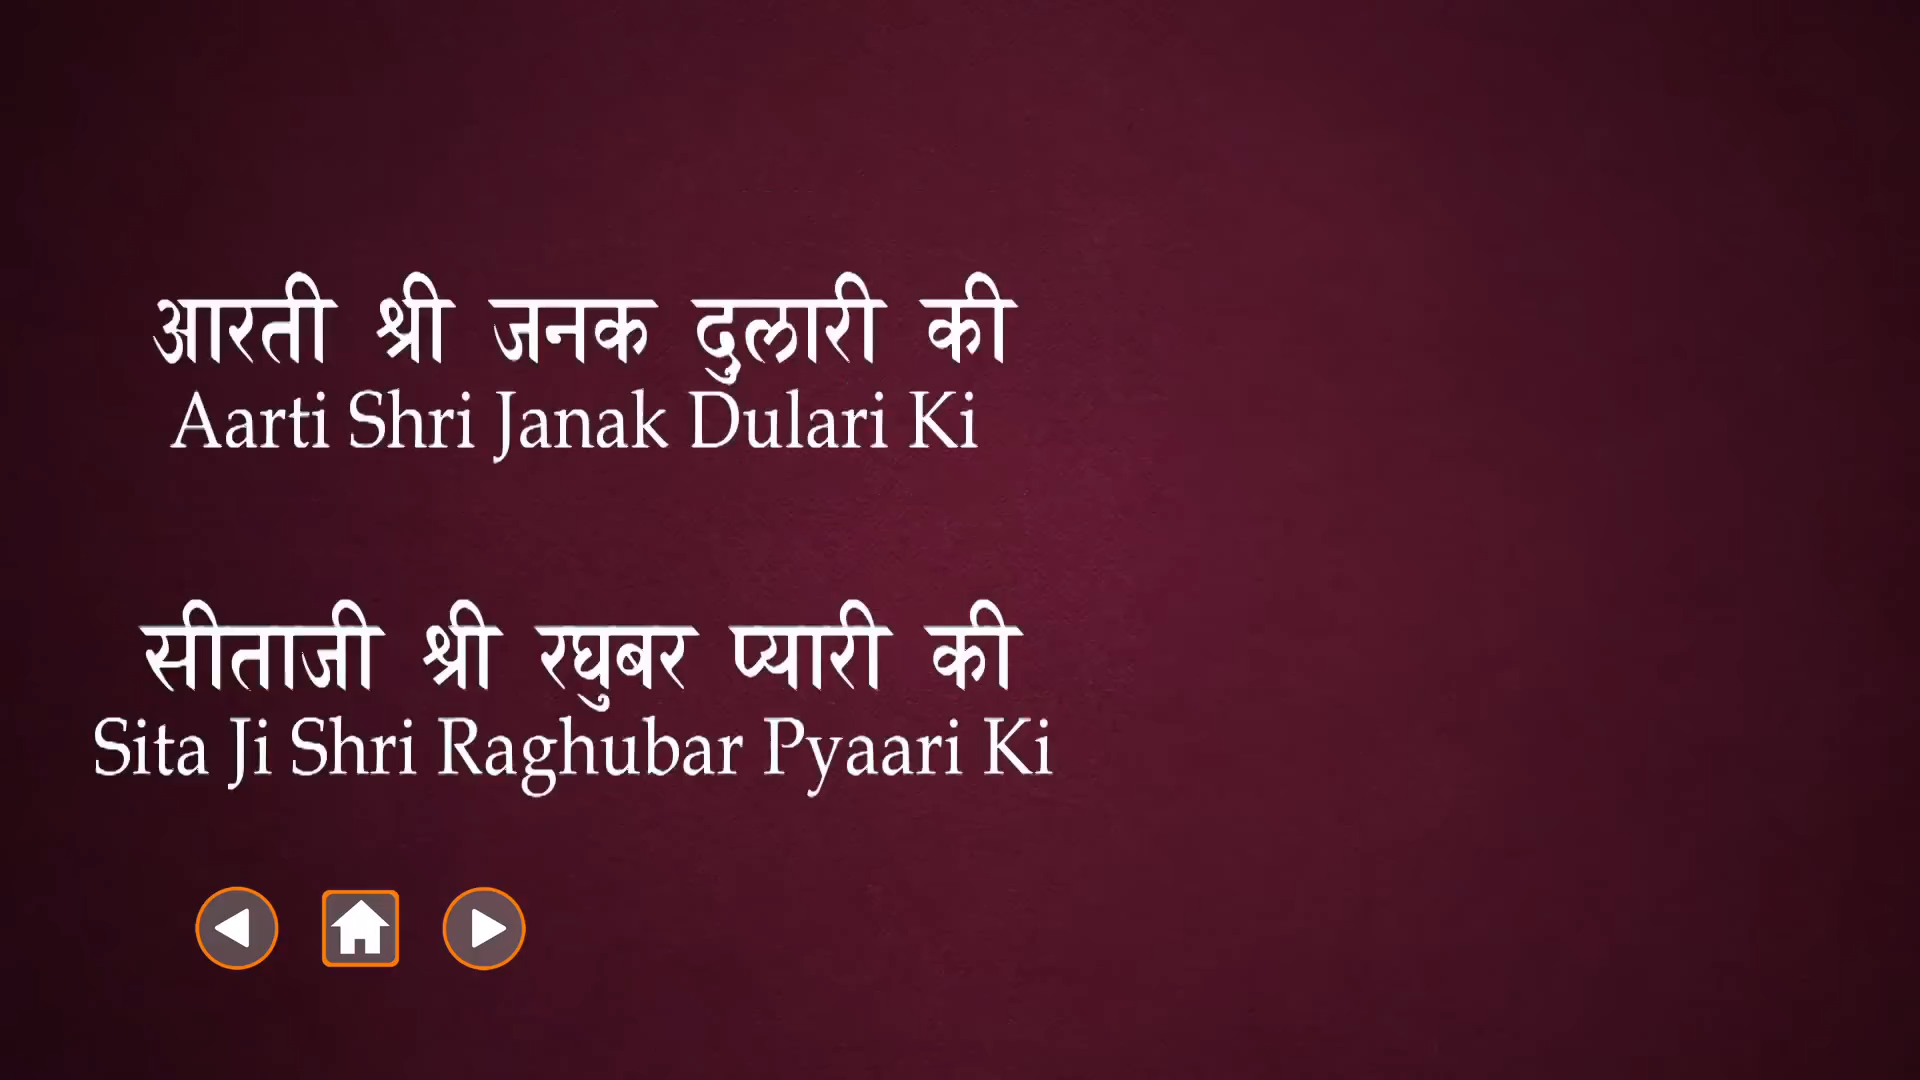 आरती श्री जनक दुलारी की
Aarti Shri Janak Dulari Ki
सीताजी श्री रघुबर प्यारी की
Sita Ji Shri Raghubar Pyaari Ki